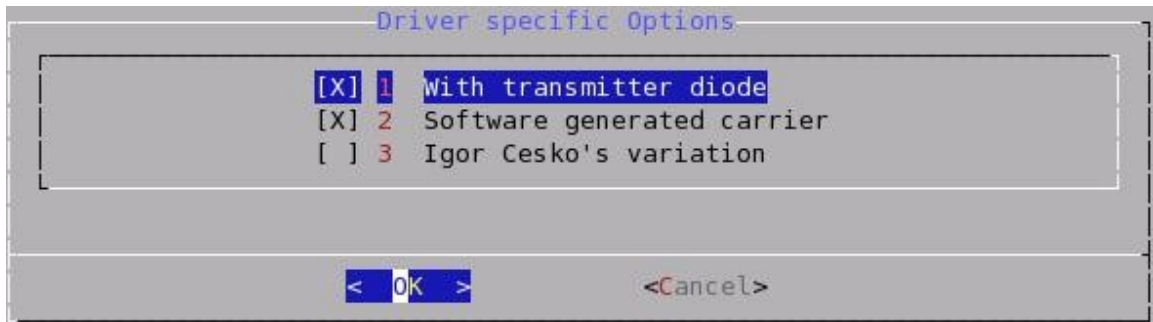 Driver specific Options
[X] 1 With transmitter diode
[X] 2 Software generated carrier
[ ] 3 Igor Cesko's variation
< OK > <Cancel>